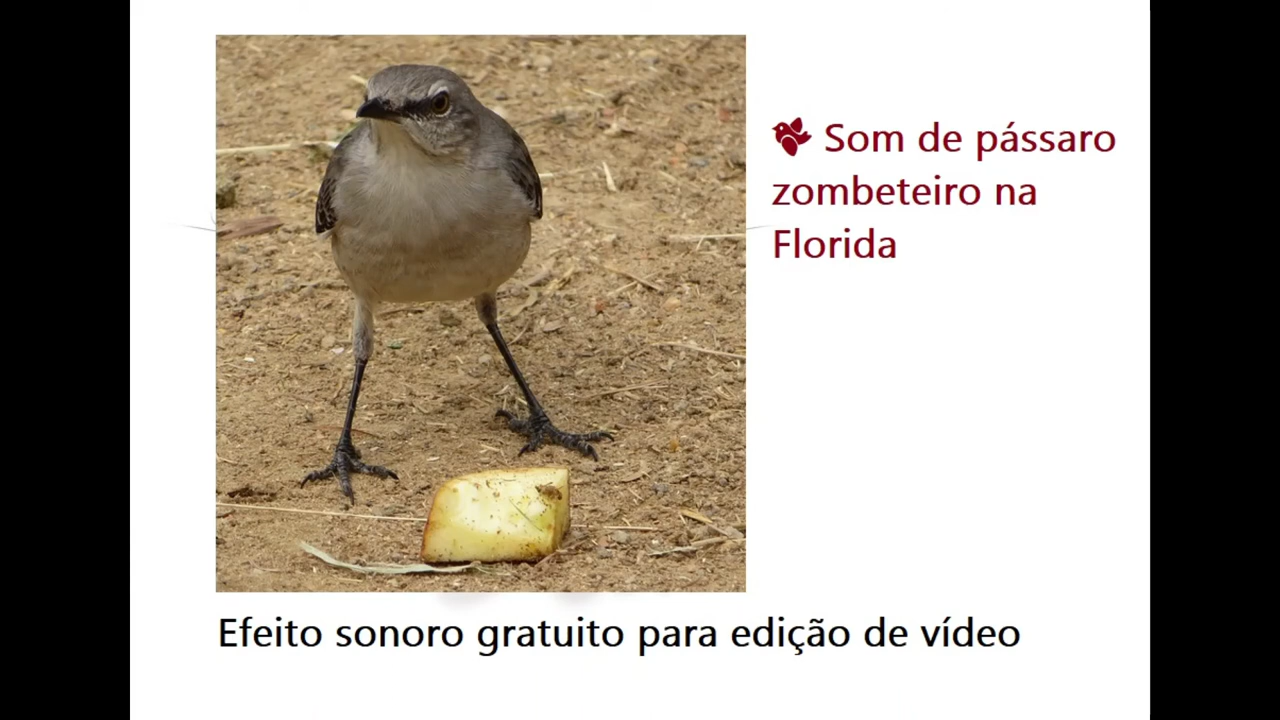 Som de pássaro
zombeteiro na
Florida
Efeito sonoro gratuito para edição de vídeo